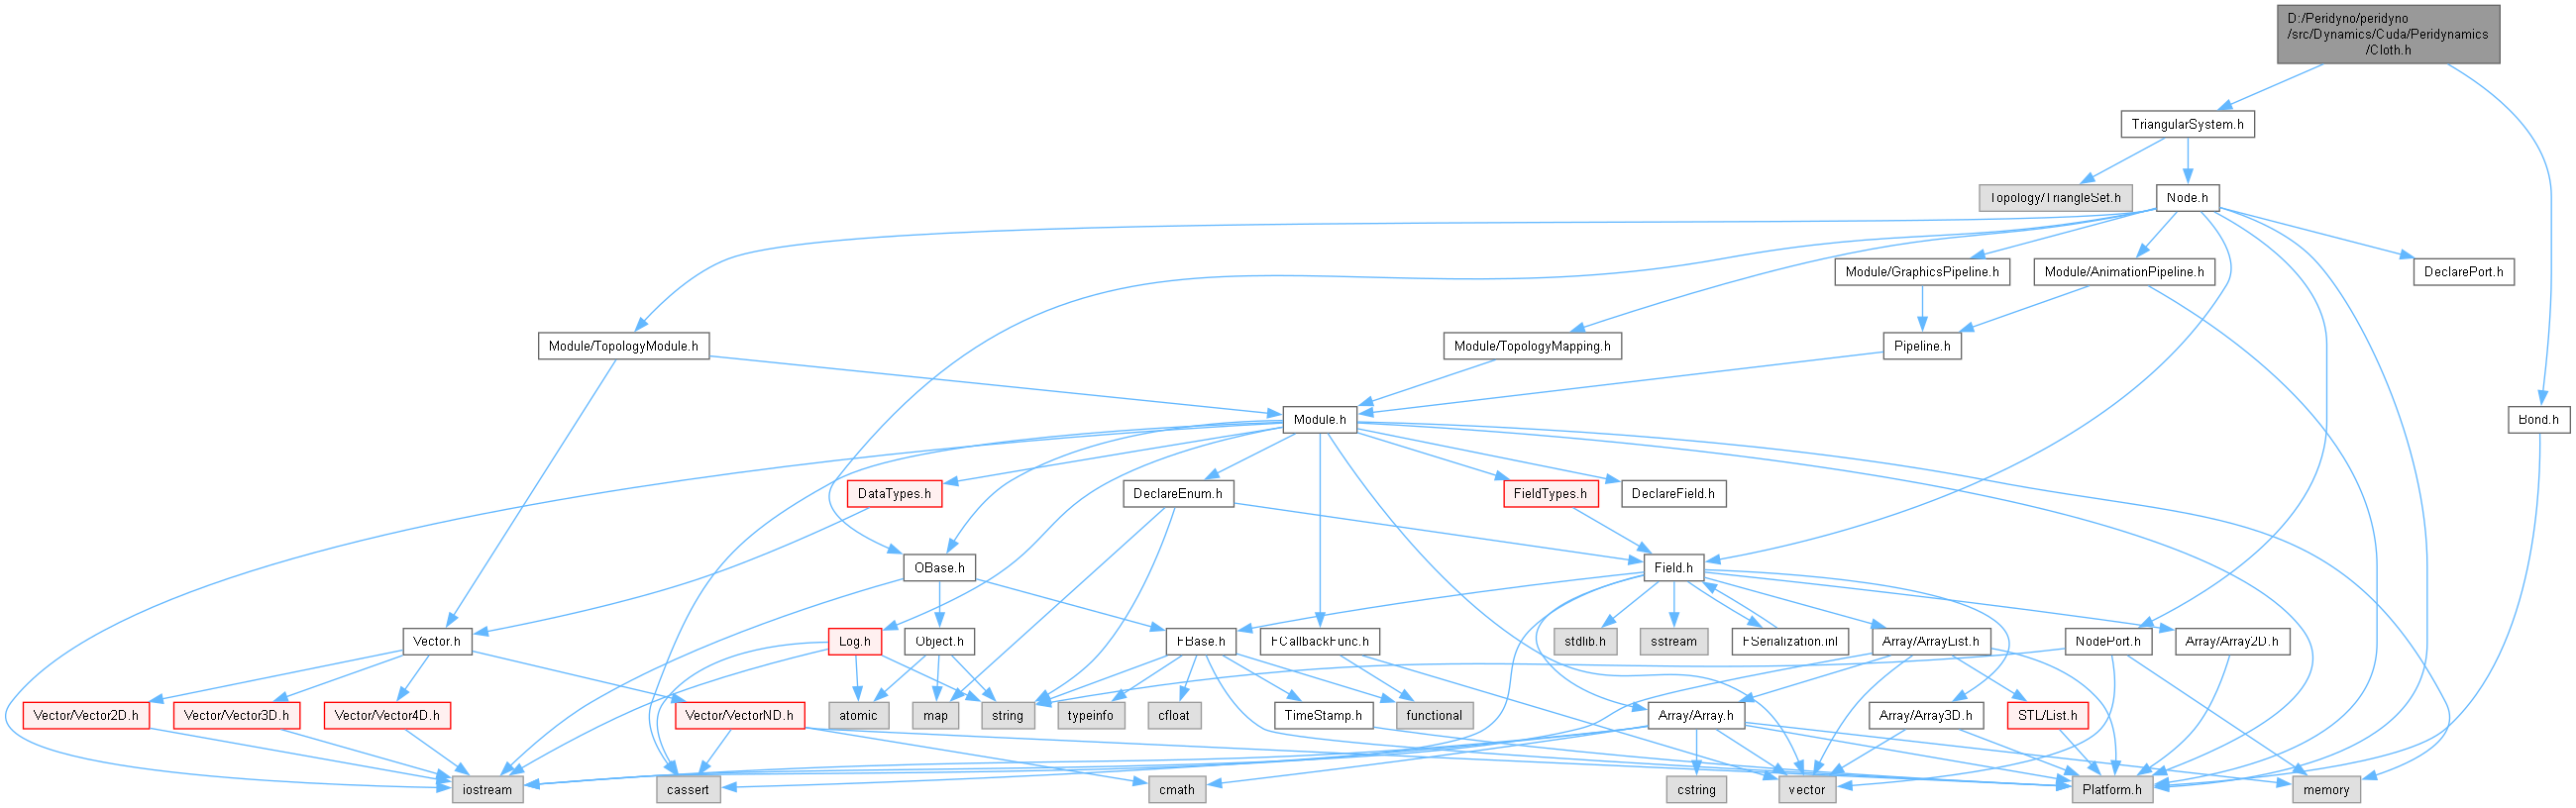 D:/Peridyno/peridyno
/src/Dynamics/Cuda/Peridynamics
/Cloth.h
TriangularSystem.h
Topology/TriangleSet.h
Node.h
Module/GraphicsPipeline.h
Module/AnimationPipeline.h
DeclarePort.h
Module/TopologyModule.h
Module/TopologyMapping.h
Pipeline.h
Module.h
Bond.h
DataTypes.h
DeclareEnum.h
FieldTypes.h
DeclareField.h
OBase.h
Field.h
Vector.h
Log.h
Object.h
FBase.h
FCallbackFunc.h
stdlib.h
sstream
FSerialization.inl
Array/ArrayList.h
NodePort.h
Array/Array2D.h
Vector/Vector2D.h
Vector/Vector3D.h
Vector/Vector4D.h
Vector/VectorND.h
atomic
map
string
typeinfo
cfloat
TimeStamp.h
functional
Array/Array.h
Array/Array3D.h
STL/List.h
iostream
cassert
cmath
cstring
vector
Platform.h
memory